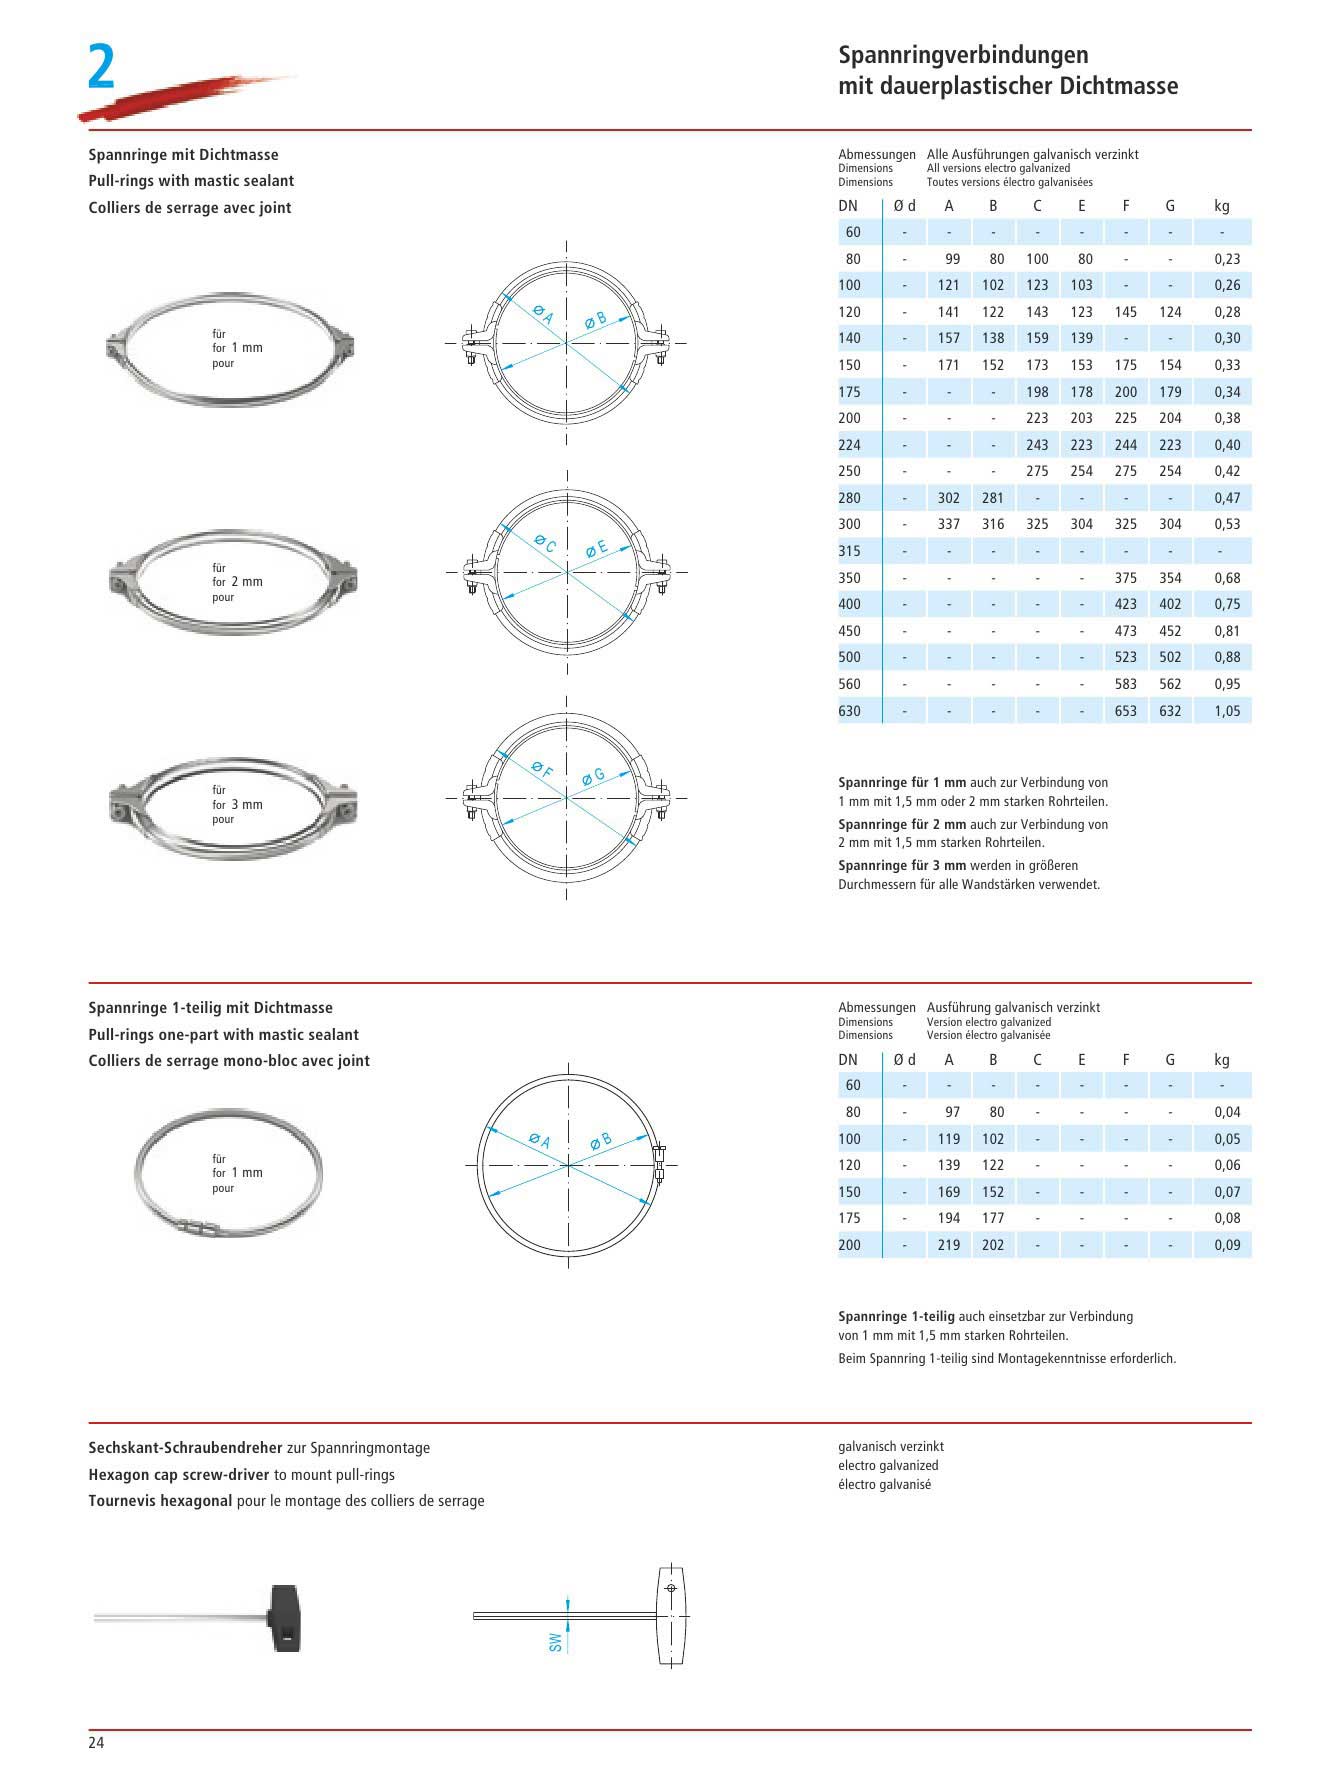 2
Spannringverbindungen
mit dauerplastischer Dichtmasse
Spannringe mit Dichtmasse
Pull-rings with mastic sealant
Colliers de serrage avec joint
für
for 1 mm
pour
Ø A
Ø B
für
for 2 mm
pour
Ø C
Ø E
für
for 3 mm
pour
Ø F
Ø G
Abmessungen Alle Ausführungen galvanisch verzinkt
Dimensions All versions electro galvanized
Dimensions Toutes versions électro galvanisées
DN Ø d A B C E F G kg
60 - - - - - - - -
80 - 99 80 100 80 - - 0,23
100 - 121 102 123 103 - - 0,26
120 - 141 122 143 123 145 124 0,28
140 - 157 138 159 139 - - 0,30
150 - 171 152 173 153 175 154 0,33
175 - - - 198 178 200 179 0,34
200 - - - 223 203 225 204 0,38
224 - - - 243 223 244 223 0,40
250 - - - 275 254 275 254 0,42
280 - 302 281 - - - - 0,47
300 - 337 316 325 304 325 304 0,53
315 - - - - - - - -
350 - - - - - 375 354 0,68
400 - - - - - 423 402 0,75
450 - - - - - 473 452 0,81
500 - - - - - 523 502 0,88
560 - - - - - 583 562 0,95
630 - - - - - 653 632 1,05
Spannringe für 1 mm auch zur Verbindung von
1 mm mit 1,5 mm oder 2 mm starken Rohrteilen.
Spannringe für 2 mm auch zur Verbindung von
2 mm mit 1,5 mm starken Rohrteilen.
Spannringe für 3 mm werden in größeren
Durchmessern für alle Wandstärken verwendet.
Spannringe 1-teilig mit Dichtmasse
Pull-rings one-part with mastic sealant
Colliers de serrage mono-bloc avec joint
für
for 1 mm
pour
Ø A
Ø B
Abmessungen Ausführung galvanisch verzinkt
Dimensions Version electro galvanized
Dimensions Version électro galvanisée
DN Ø d A B C E F G kg
60 - - - - - - - -
80 - 97 80 - - - - 0,04
100 - 119 102 - - - - 0,05
120 - 139 122 - - - - 0,06
150 - 169 152 - - - - 0,07
175 - 194 177 - - - - 0,08
200 - 219 202 - - - - 0,09
Spannringe 1-teilig auch einsetzbar zur Verbindung
von 1 mm mit 1,5 mm starken Rohrteilen.
Beim Spannring 1-teilig sind Montagekenntnisse erforderlich.
Sechskant-Schraubendreher zur Spannringmontage
Hexagon cap screw-driver to mount pull-rings
Tournevis hexagonal pour le montage des colliers de serrage
galvanisch verzinkt
electro galvanized
électro galvanisé
SW
24